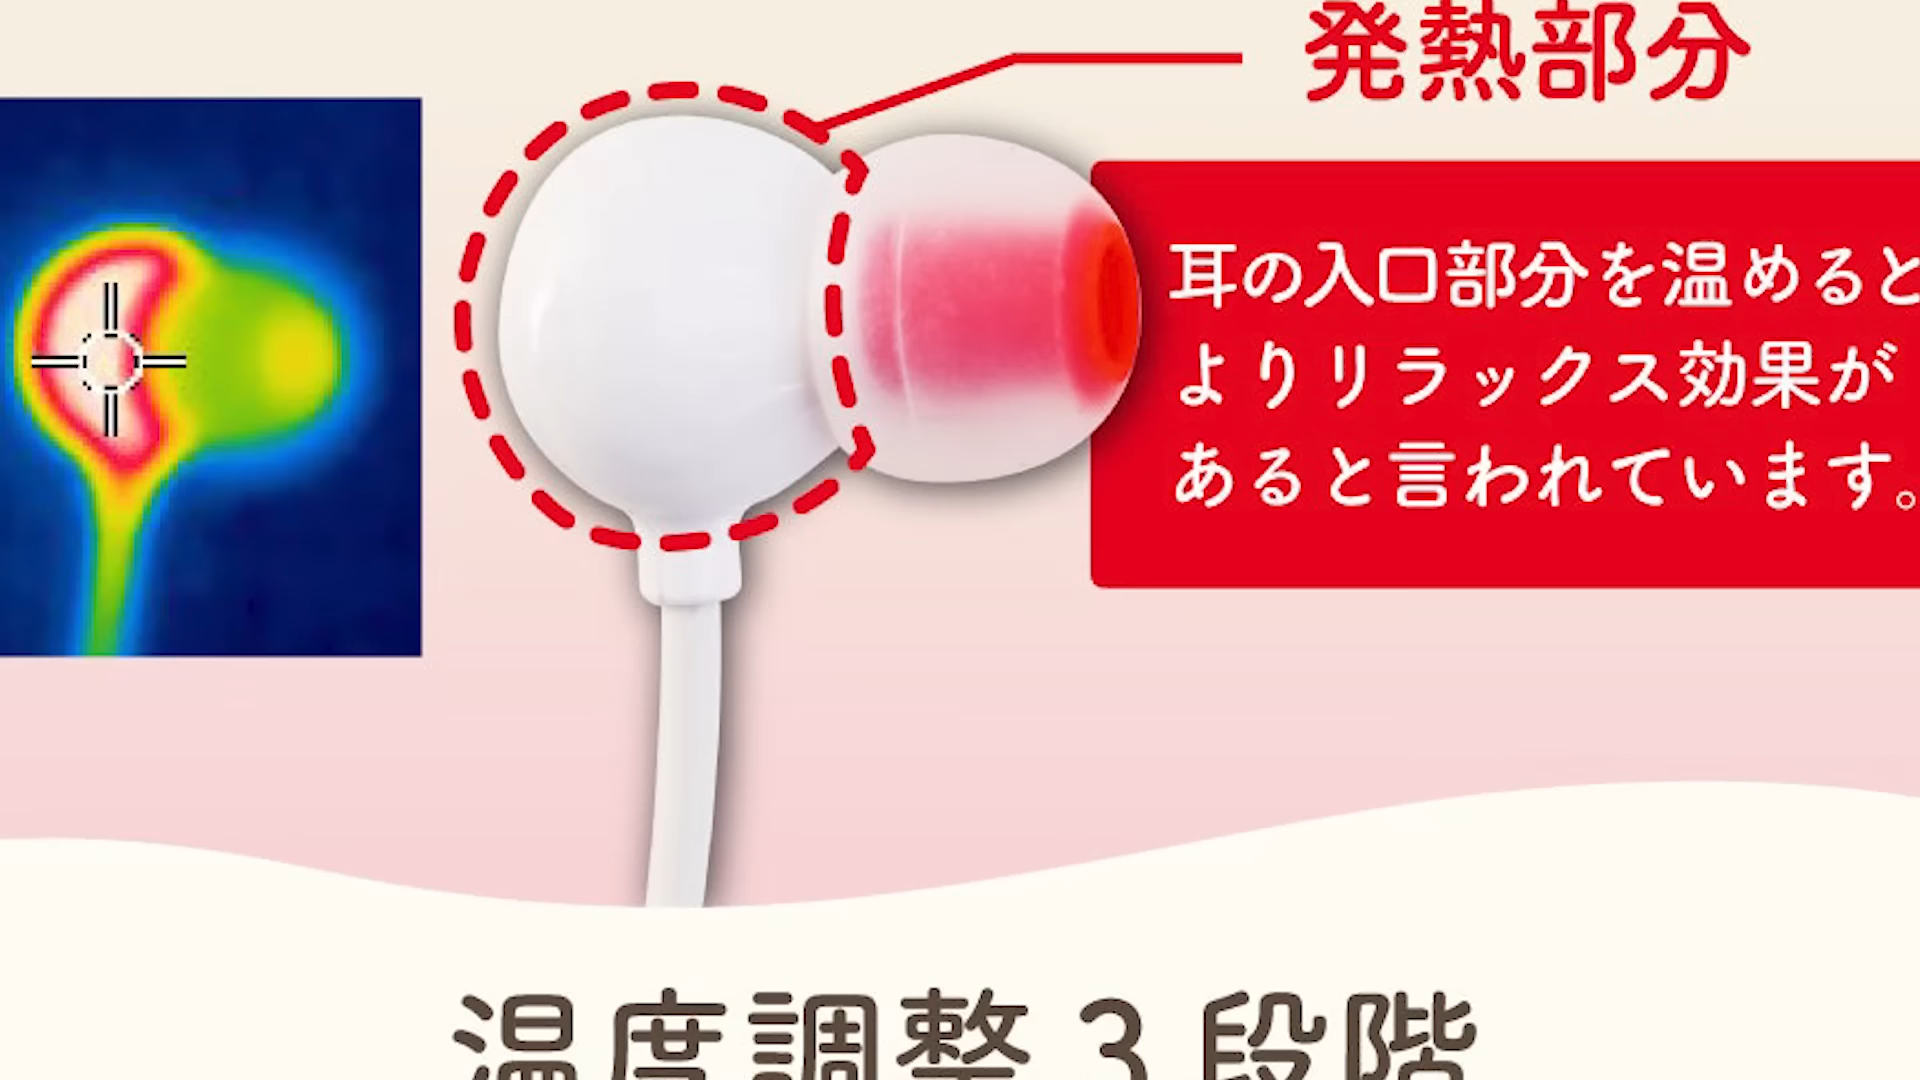 発熱部分
耳の入口部分を温めると
よりリラックス効果が
あると言われています。
温度調整3段階